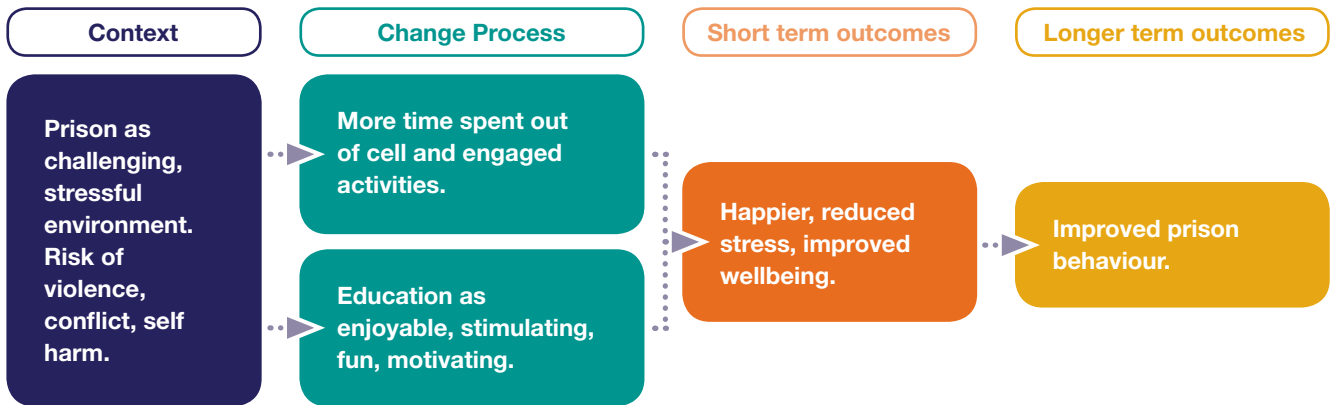 Context
Change Process
Short term outcomes
Longer term outcomes
Prison as
challenging,
stressful
environment.
Risk of
violence,
conflict, self
harm.
More time spent out
of cell and engaged
activities.
Education as
enjoyable, stimulating,
fun, motivating.
Happier, reduced
stress, improved
wellbeing.
Improved prison
behaviour.